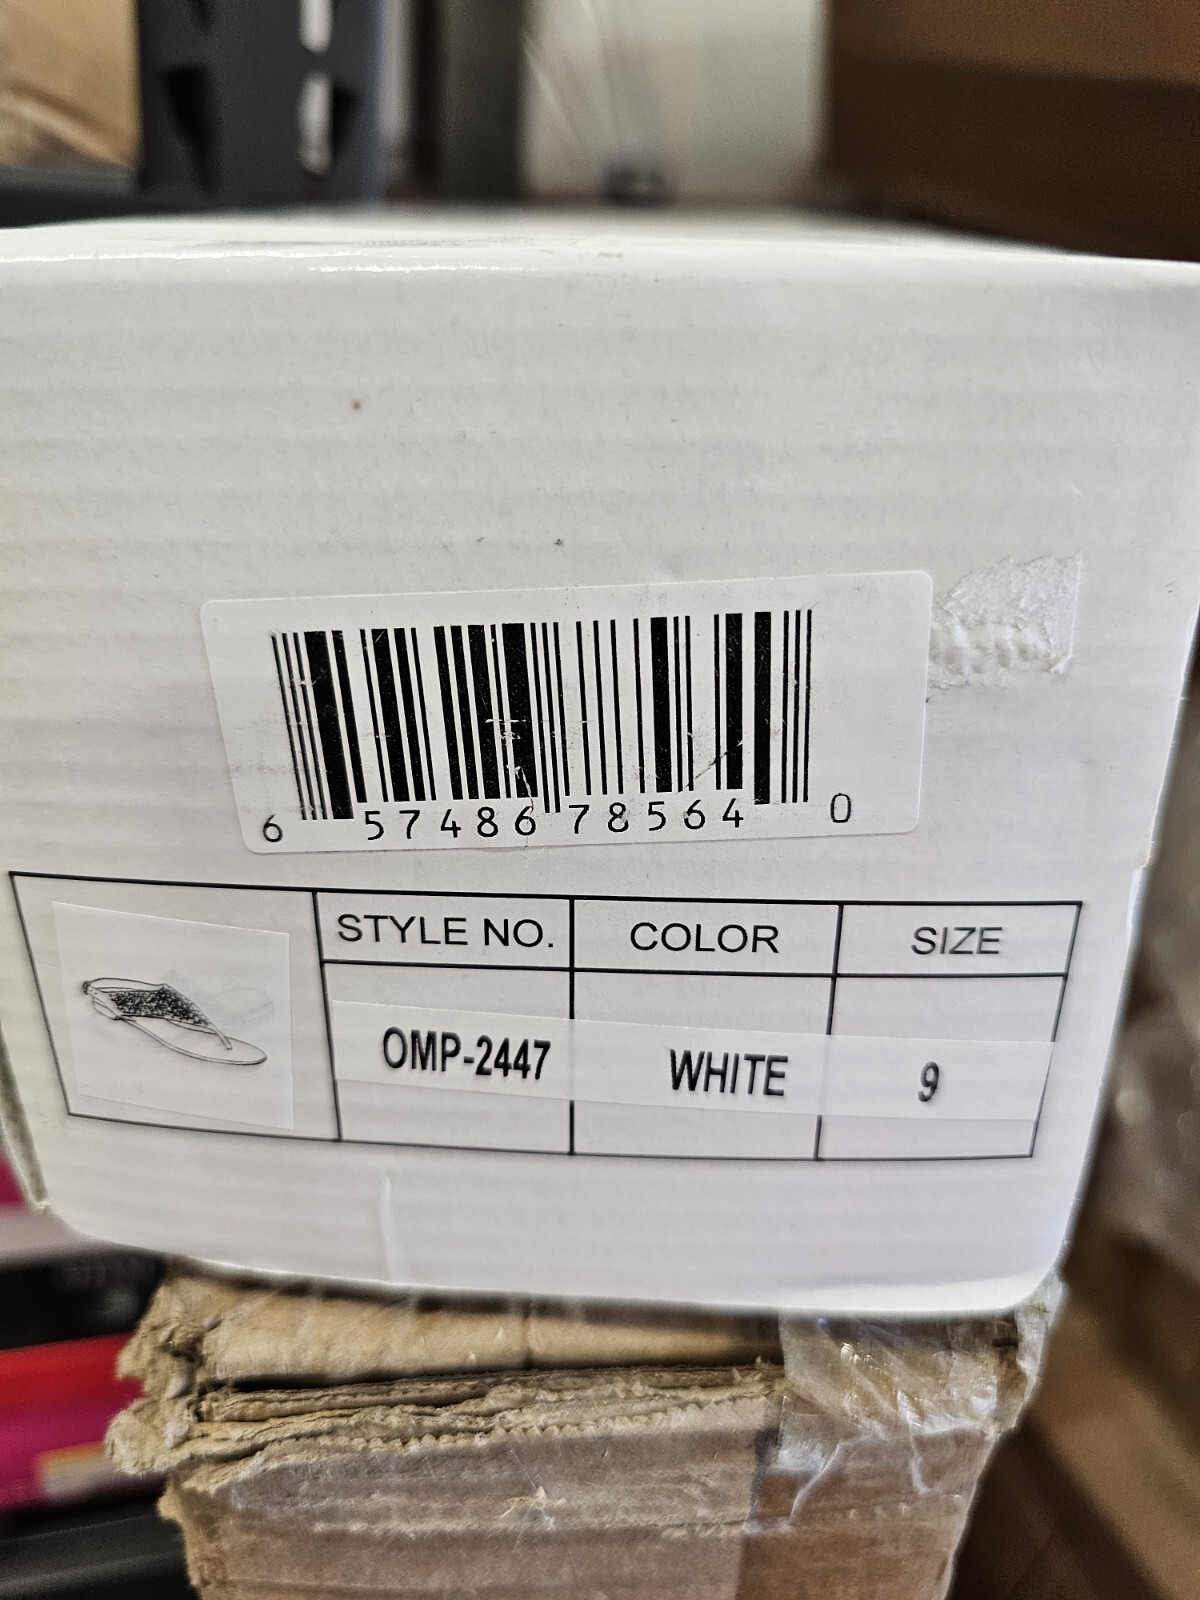 6 57486 78564 0
STYLE NO. COLOR SIZE
OMP-2447 WHITE 9